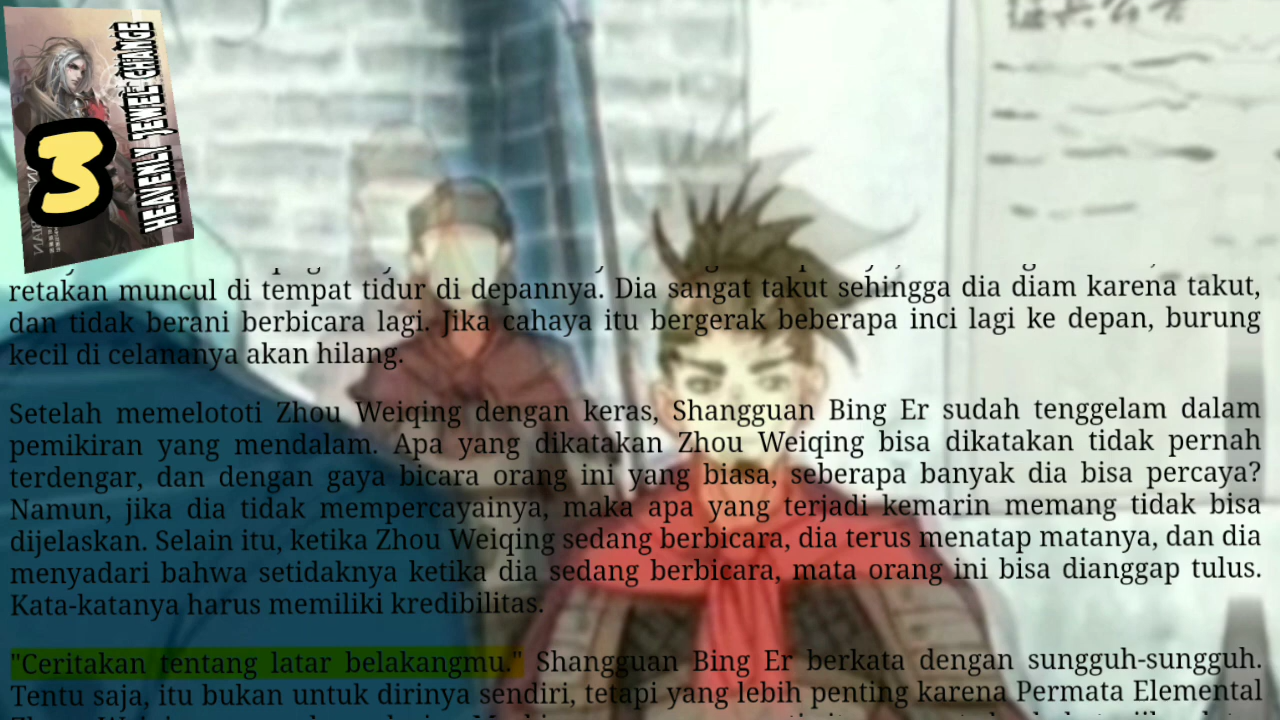 HEAVENLY JEWEL CHANGE
3
retakan muncul di tempat tidur di depannya. Dia sangat takut sehingga dia diam karena takut,
dan tidak berani berbicara lagi. Jika cahaya itu bergerak beberapa inci lagi ke depan, burung
kecil di celananya akan hilang.
Setelah memelototi Zhou Weiqing dengan keras, Shangguan Bing Er sudah tenggelam dalam
pemikiran yang mendalam. Apa yang dikatakan Zhou Weiqing bisa dikatakan tidak pernah
terdengar, dan dengan gaya bicara orang ini yang biasa, seberapa banyak dia bisa percaya?
Namun, jika dia tidak mempercayainya, maka apa yang terjadi kemarin memang tidak bisa
dijelaskan. Selain itu, ketika Zhou Weiqing sedang berbicara, dia terus menatap matanya, dan dia
menyadari bahwa setidaknya ketika dia sedang berbicara, mata orang ini bisa dianggap tulus.
Kata-katanya harus memiliki kredibilitas.
"Ceritakan tentang latar belakangmu." Shangguan Bing Er berkata dengan sungguh-sungguh.
Tentu saja, itu bukan untuk dirinya sendiri, tetapi yang lebih penting karena Permata Elemental